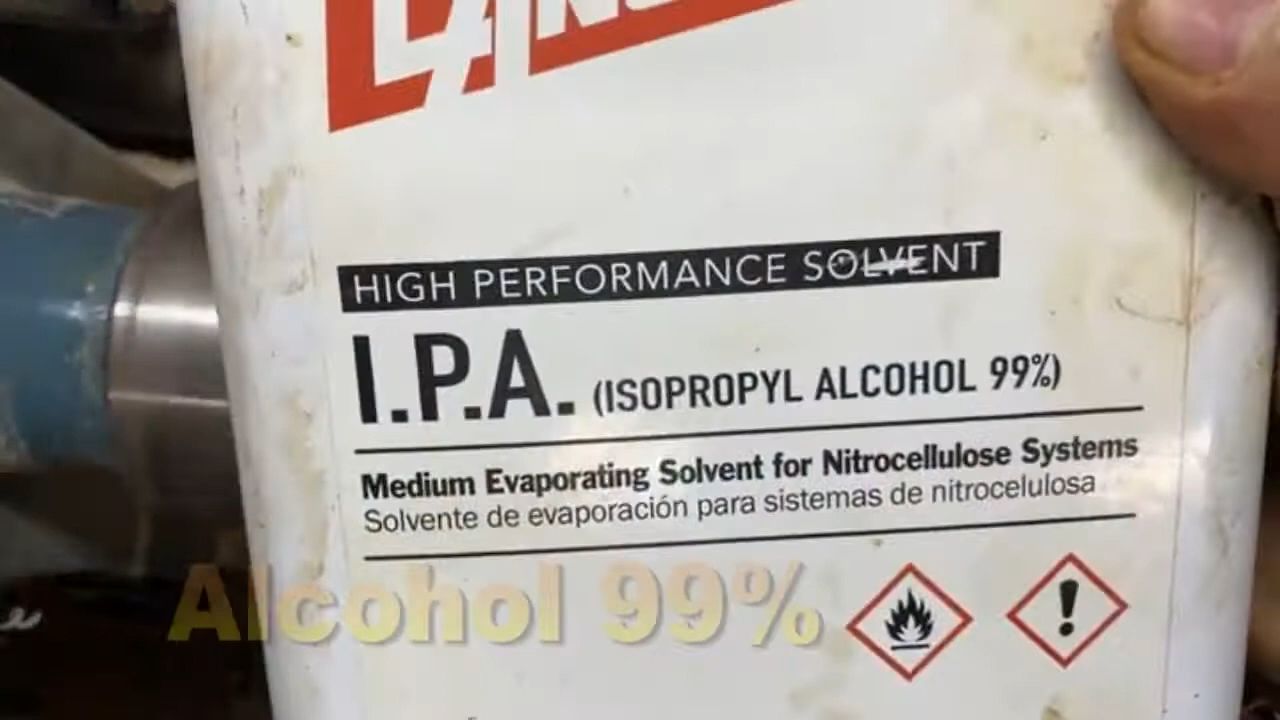 HIGH PERFORMANCE SOLVENT
I.P.A. (ISOPROPYL ALCOHOL 99%)
Medium Evaporating Solvent for Nitrocellulose Systems
Solvente de evaporación para sistemas de nitrocelulosa
Alcohol 99%